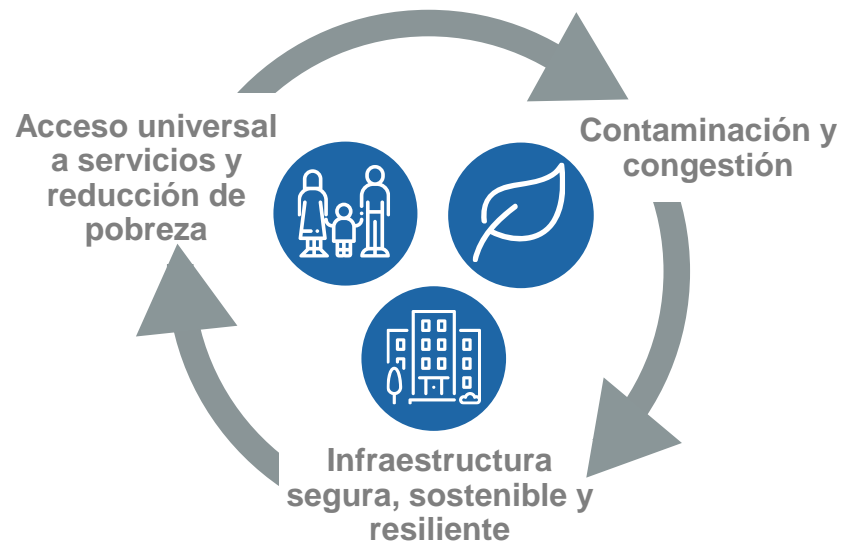 Acceso universal
a servicios y
reducción de
pobreza
Contaminación y
congestión
Infraestructura
segura, sostenible y
resiliente